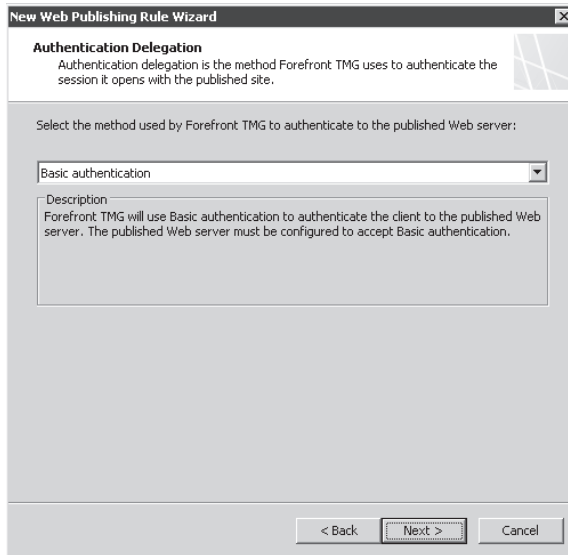 New Web Publishing Rule Wizard
Authentication Delegation
Authentication delegation is the method Forefront TMG uses to authenticate the
session it opens with the published site.
Select the method used by Forefront TMG to authenticate to the published Web server:
Basic authentication
Description
Forefront TMG will use Basic authentication to authenticate the client to the published Web
server. The published Web server must be configured to accept Basic authentication.
< Back
Next >
Cancel